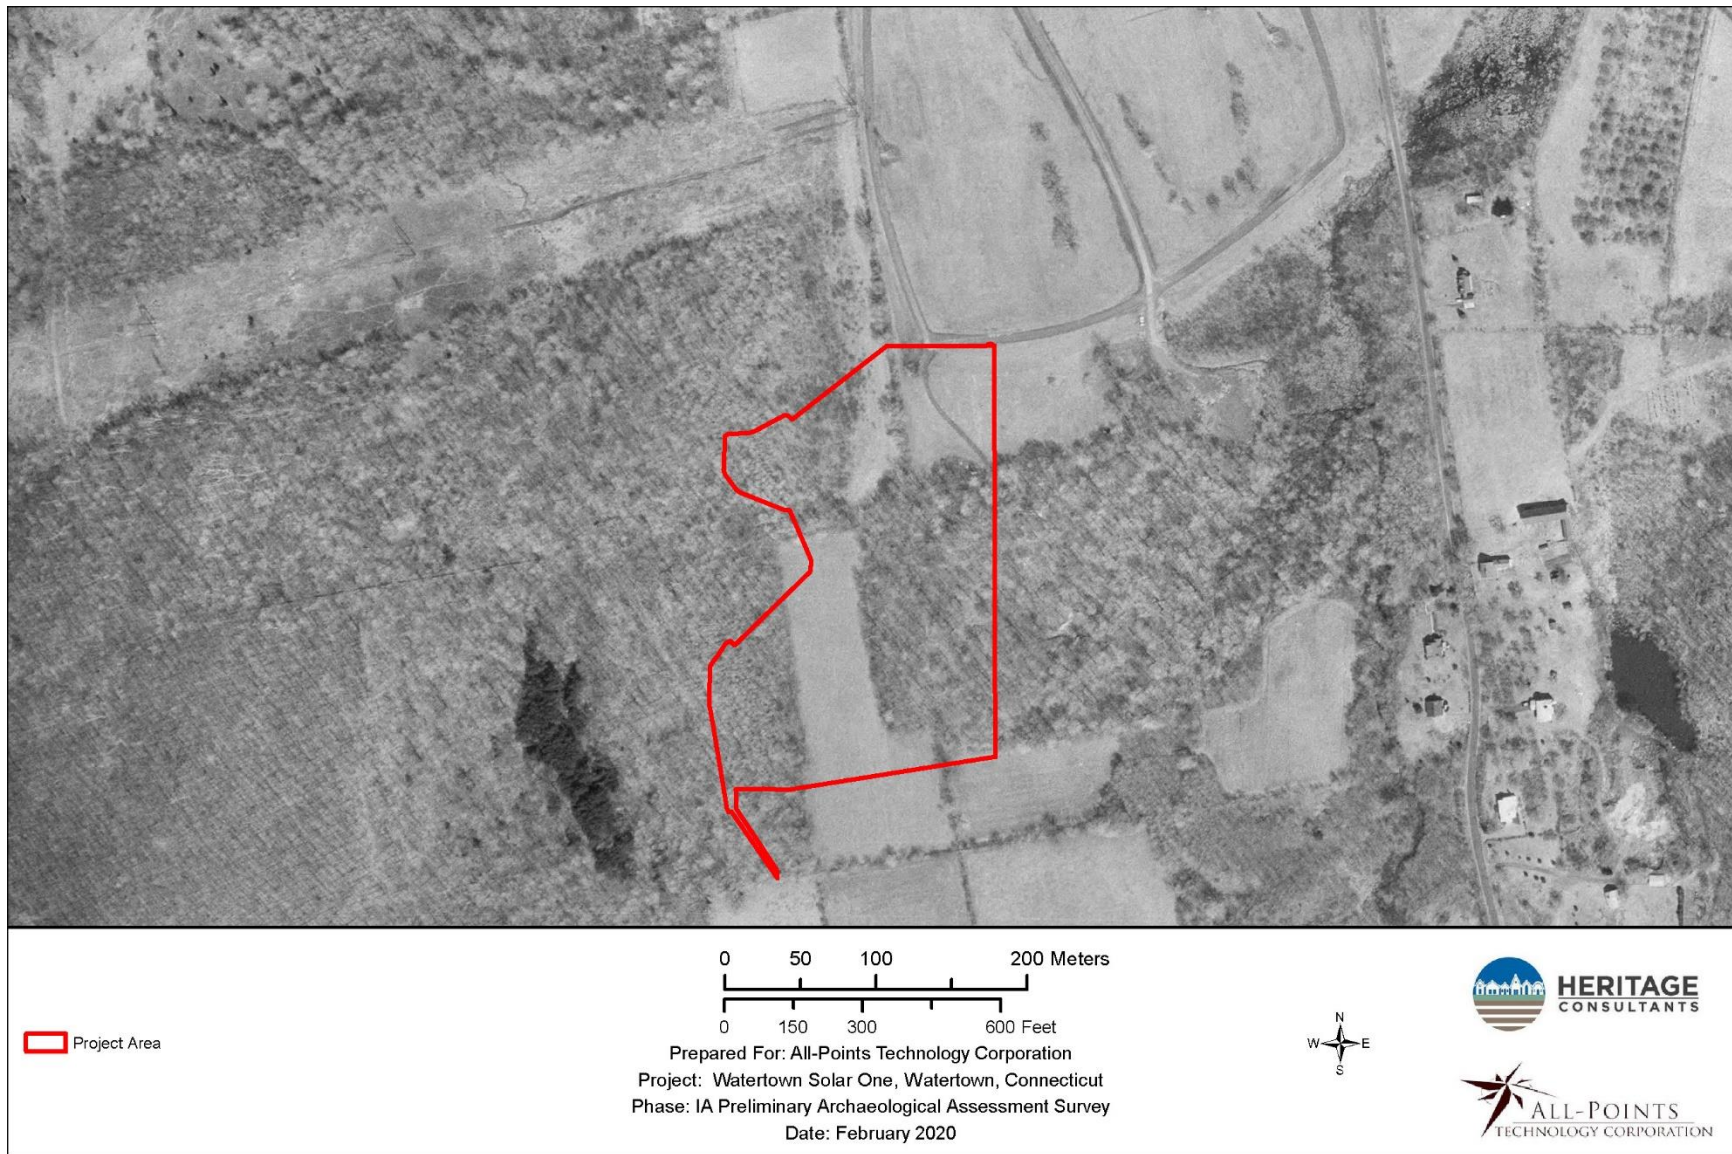 0 50 100 200 Meters
0 150 300 600 Feet
Project Area
Prepared For: All-Points Technology Corporation
Project: Watertown Solar One, Watertown, Connecticut
Phase: IA Preliminary Archaeological Assessment Survey
Date: February 2020
N
W E
S
HERITAGE
CONSULTANTS
ALL-POINTS
TECHNOLOGY CORPORATION